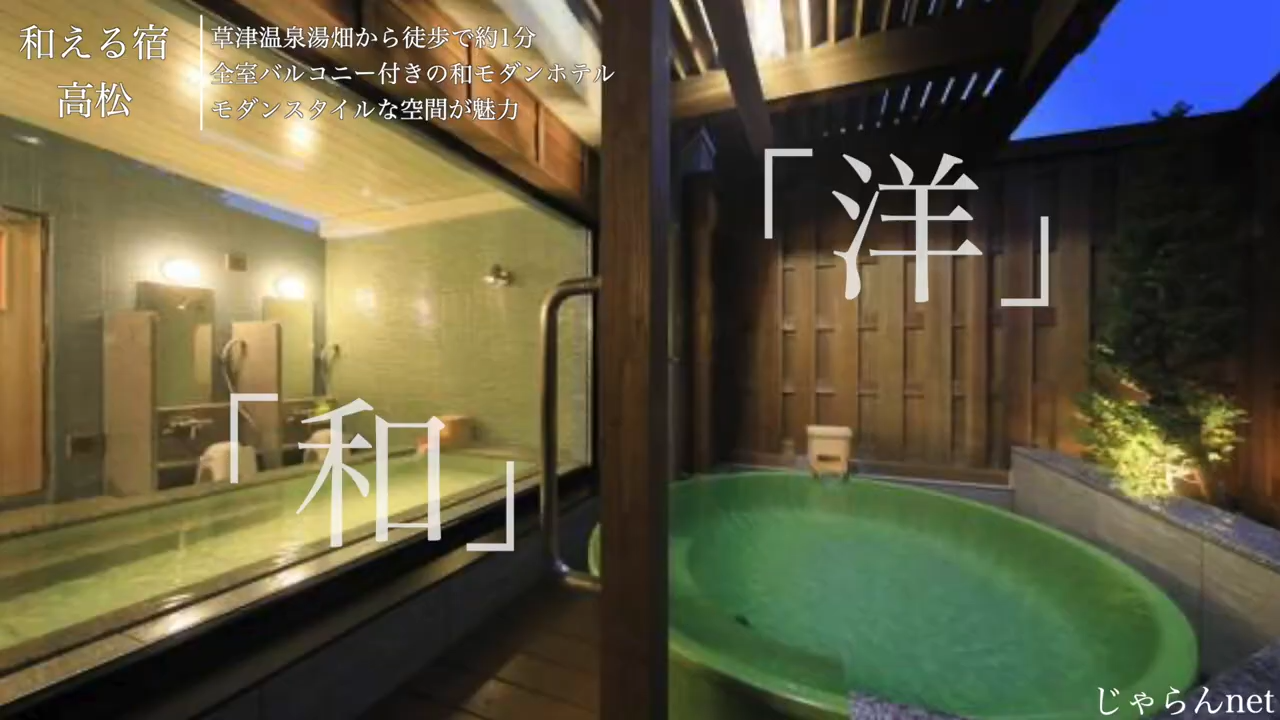 和える宿
高松
草津温泉湯畑から徒歩で約1分
全室バルコニー付きの和モダンホテル
モダンスタイルな空間が魅力
「洋」
「和」
じゃらんnet